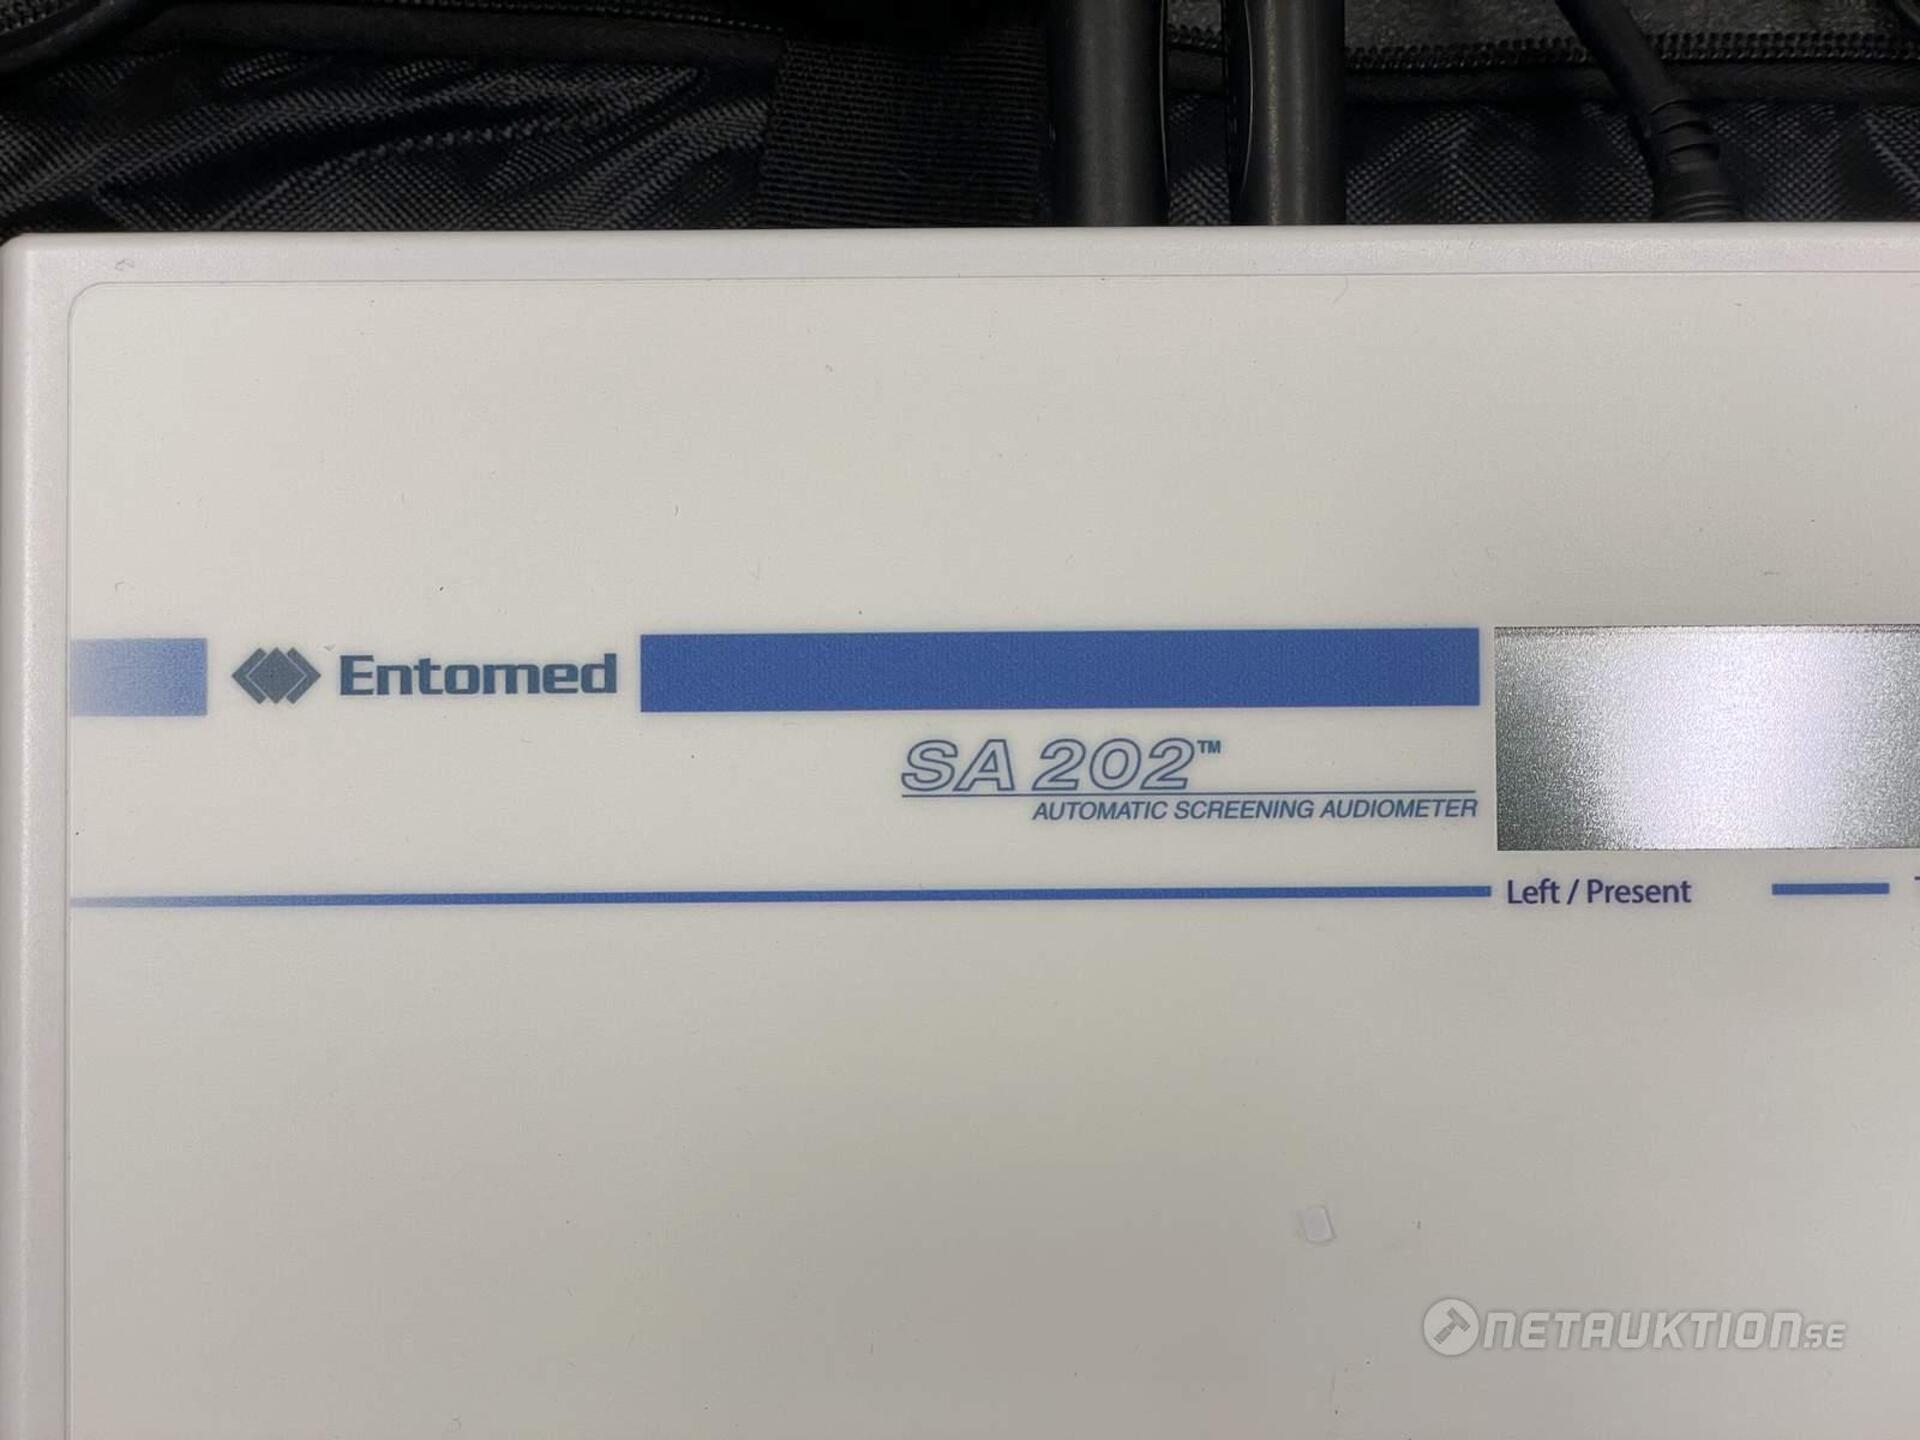 Entomed
SA 202™
AUTOMATIC SCREENING AUDIOMETER
Left / Present
NETAUKTION.SE